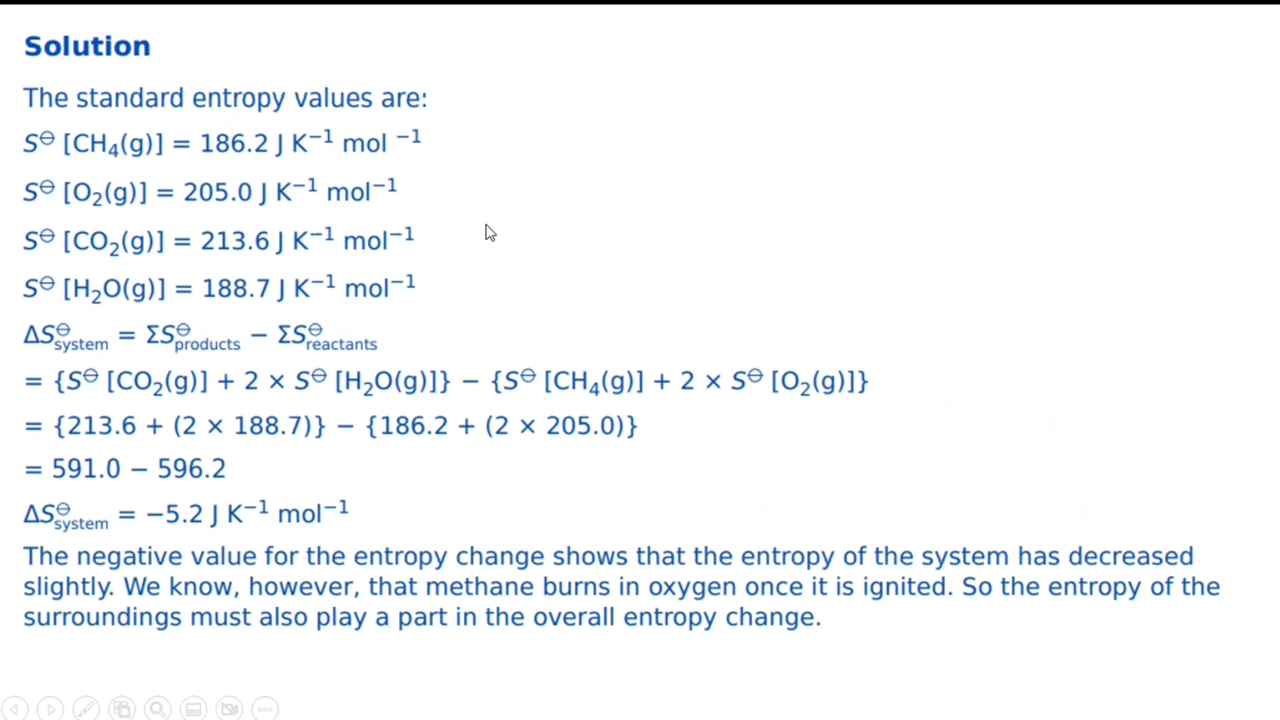 Solution
The standard entropy values are:
S⊖ [CH₄(g)] = 186.2 J K⁻¹ mol ⁻¹
S⊖ [O₂(g)] = 205.0 J K⁻¹ mol⁻¹
S⊖ [CO₂(g)] = 213.6 J K⁻¹ mol⁻¹
S⊖ [H₂O(g)] = 188.7 J K⁻¹ mol⁻¹
ΔS⊖system = ΣS⊖products − ΣS⊖reactants
= {S⊖ [CO₂(g)] + 2 × S⊖ [H₂O(g)]} − {S⊖ [CH₄(g)] + 2 × S⊖ [O₂(g)]}
= {213.6 + (2 × 188.7)} − {186.2 + (2 × 205.0)}
= 591.0 − 596.2
ΔS⊖system = −5.2 J K⁻¹ mol⁻¹
The negative value for the entropy change shows that the entropy of the system has decreased
slightly. We know, however, that methane burns in oxygen once it is ignited. So the entropy of the
surroundings must also play a part in the overall entropy change.